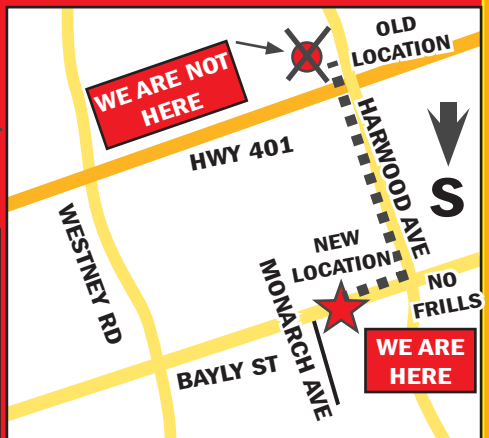 OLD
LOCATION
WE ARE NOT
HERE
HWY 401
HARWOOD AVE
S
WESTNEY RD
NEW
LOCATION
MONARCH AVE
NO
FRILLS
WE ARE
HERE
BAYLY ST